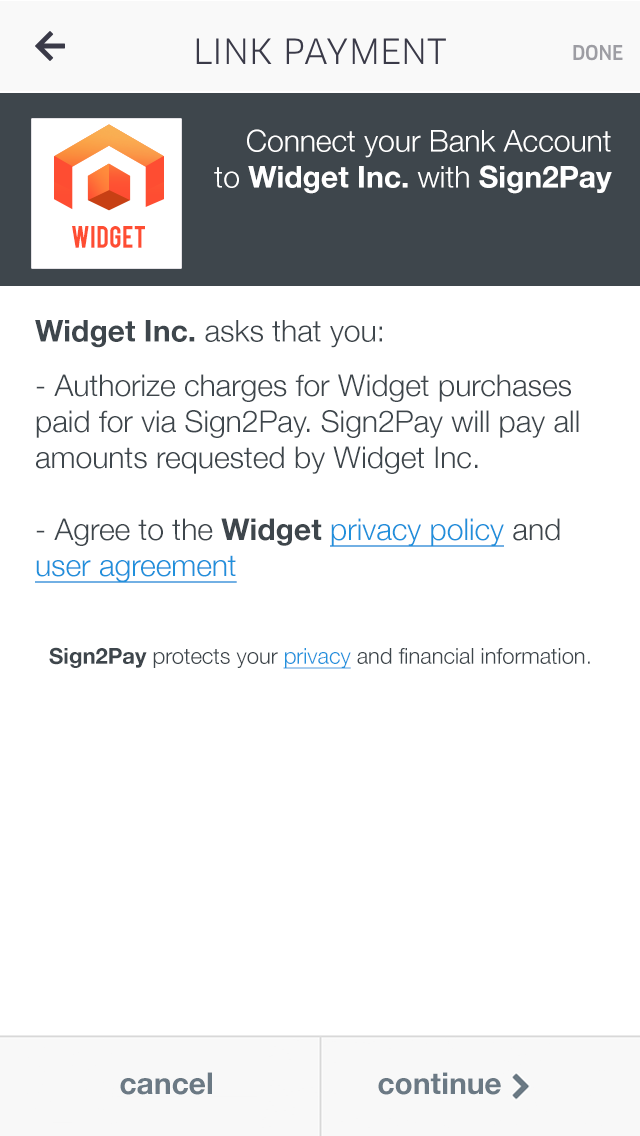 LINK PAYMENT
DONE
WIDGET
Connect your Bank Account
to Widget Inc. with Sign2Pay
Widget Inc. asks that you:
- Authorize charges for Widget purchases
paid for via Sign2Pay. Sign2Pay will pay all
amounts requested by Widget Inc.
- Agree to the Widget privacy policy and
user agreement
Sign2Pay protects your privacy and financial information.
cancel
continue